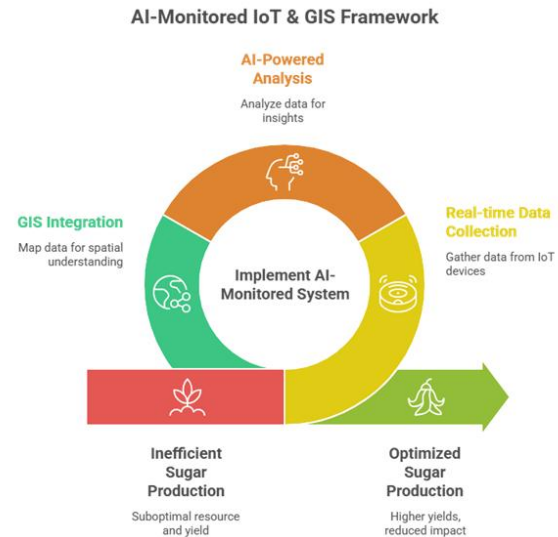 AI-Monitored IoT & GIS Framework
AI-Powered
Analysis
Analyze data for
insights
GIS Integration
Map data for spatial
understanding
Real-time Data
Collection
Gather data from IoT
devices
Implement AI-
Monitored System
Inefficient
Sugar
Production
Suboptimal resource
and yield
Optimized
Sugar
Production
Higher yields,
reduced impact